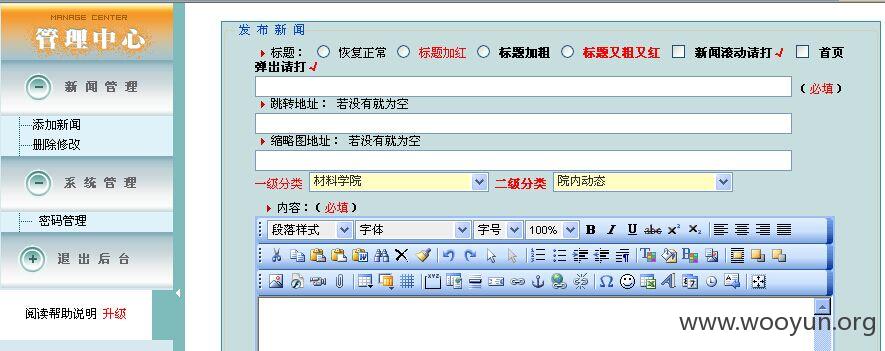 MANAGE CENTER
管理中心
新闻管理
添加新闻
删除修改
系统管理
密码管理
退出后台
阅读帮助说明 升级
发布新闻
标题： 恢复正常 标题加红 标题加粗 标题又粗又红 新闻滚动请打√ 首页
弹出请打√
（必填）
跳转地址： 若没有就为空
缩略图地址： 若没有就为空
一级分类 材料学院 二级分类 院内动态
内容：（必填）
段落样式 字体 字号 100% B I U abc x² x₂
www.wooyun.org